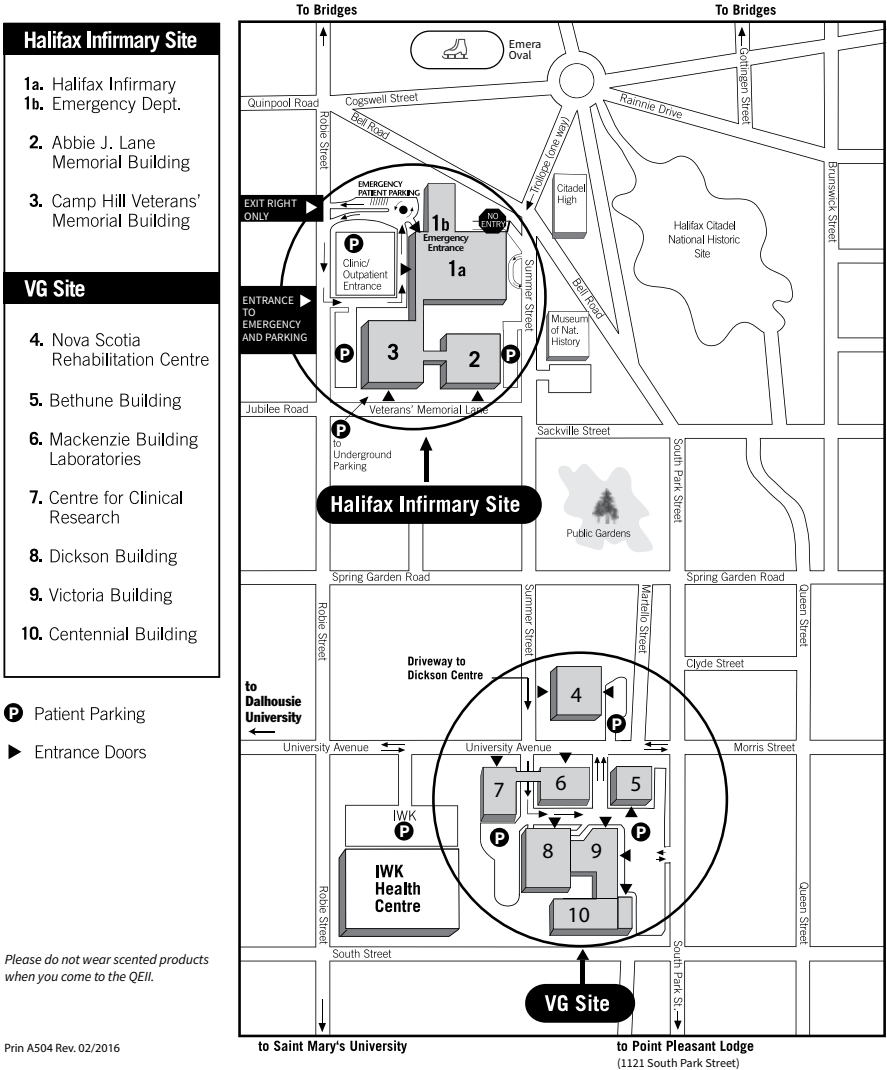 Halifax Infirmary Site
1a. Halifax Infirmary
1b. Emergency Dept.
2. Abbie J. Lane
Memorial Building
3. Camp Hill Veterans'
Memorial Building
VG Site
4. Nova Scotia
Rehabilitation Centre
5. Bethune Building
6. Mackenzie Building
Laboratories
7. Centre for Clinical
Research
8. Dickson Building
9. Victoria Building
10. Centennial Building
P Patient Parking
Entrance Doors
Please do not wear scented products
when you come to the QEII.
Prin A504 Rev. 02/2016
To Bridges
To Bridges
Emera
Oval
Quinpool Road
Cogswell Street
Bell Road
Robie Street
Rainnie Drive
Gottingen Street
Brunswick Street
Trollope (one way)
Citadel
High
Halifax Citadel
National Historic
Site
EMERGENCY
PATIENT PARKING
EXIT RIGHT
ONLY
NO
ENTRY
1b
Emergency
Entrance
1a
P
Clinic/
Outpatient
Entrance
Summer Street
Bell Road
ENTRANCE
TO
EMERGENCY
AND PARKING
Museum
of Nat.
History
P
3
2
P
Jubilee Road
Veterans' Memorial Lane
P
to
Underground
Parking
Sackville Street
South Park Street
Halifax Infirmary Site
Public Gardens
Spring Garden Road
Spring Garden Road
Robie Street
Summer Street
Martello Street
Queen Street
Clyde Street
Driveway to
Dickson Centre
4
P
to
Dalhousie
University
University Avenue
University Avenue
Morris Street
7
6
5
IWK
P
P
P
8
9
10
IWK
Health
Centre
Robie Street
Queen Street
South Street
South Park St.
VG Site
to Saint Mary's University
to Point Pleasant Lodge
(1121 South Park Street)